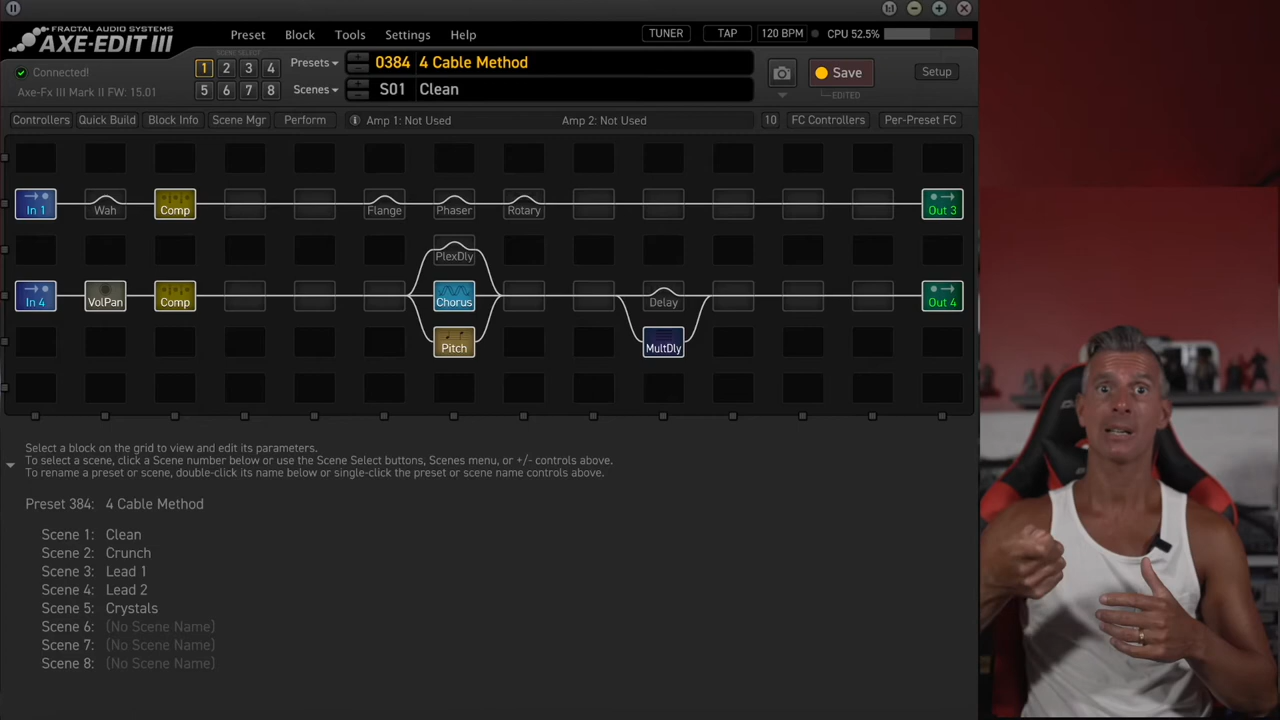 FRACTAL AUDIO SYSTEMS
AXE-EDIT III
Preset Block Tools Settings Help
TUNER TAP 120 BPM CPU 52.5%
SCENE SELECT
1 2 3 4
5 6 7 8
Presets
0384 4 Cable Method
Scenes
S01 Clean
Save
EDITED
Setup
Connected!
Axe-Fx III Mark II FW: 15.01
Controllers Quick Build Block Info Scene Mgr Perform Amp 1: Not Used Amp 2: Not Used 10 FC Controllers Per-Preset FC
In 1 Wah Comp Flange Phaser Rotary Out 3
PlexDly
In 4 VolPan Comp Chorus Delay Out 4
Pitch MultDly
Select a block on the grid to view and edit its parameters.
To select a scene, click a Scene number below or use the Scene Select buttons, Scenes menu, or +/- controls above.
To rename a preset or scene, double-click its name below or single-click the preset or scene name controls above.
Preset 384: 4 Cable Method
Scene 1: Clean
Scene 2: Crunch
Scene 3: Lead 1
Scene 4: Lead 2
Scene 5: Crystals
Scene 6: (No Scene Name)
Scene 7: (No Scene Name)
Scene 8: (No Scene Name)